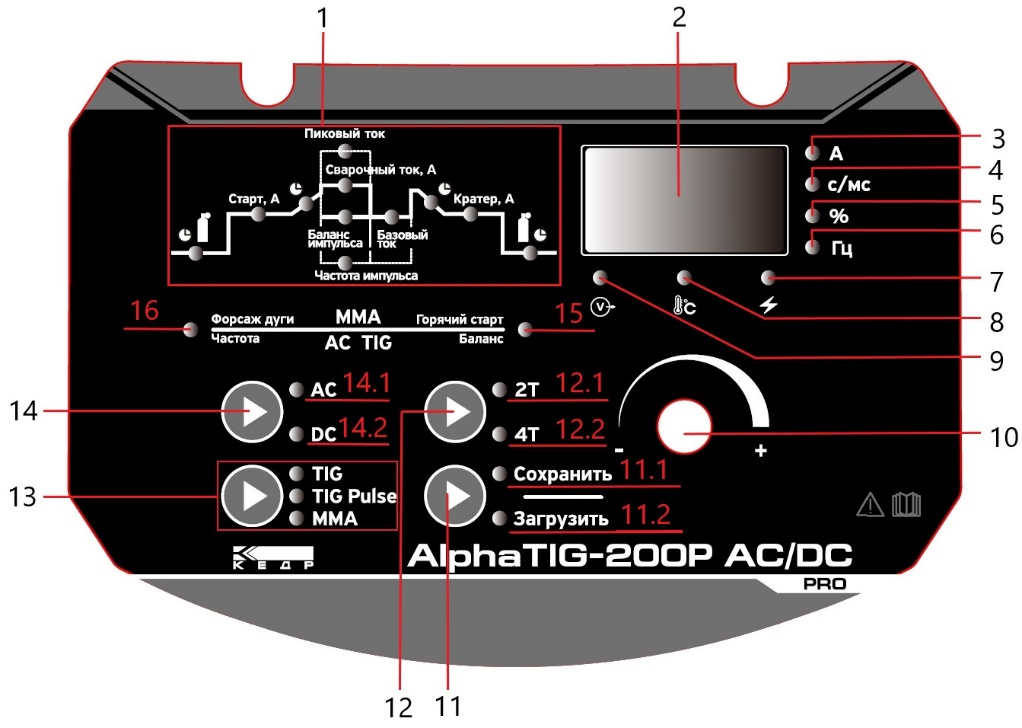 1
2
Пиковый ток
Сварочный ток, А
Старт, А
Кратер, А
Баланс импульса
Базовый ток
Частота импульса
A 3
с/мс 4
% 5
Гц 6
7
V
°C 8
9
16
Форсаж дуги MMA Горячий старт
Частота AC TIG Баланс
15
14 AC 14.1
DC 14.2
2T 12.1
4T 12.2
- +
10
13 TIG
TIG Pulse
MMA
Сохранить 11.1
Загрузить 11.2
КЕДР
AlphaTIG-200P AC/DC
PRO
12 11